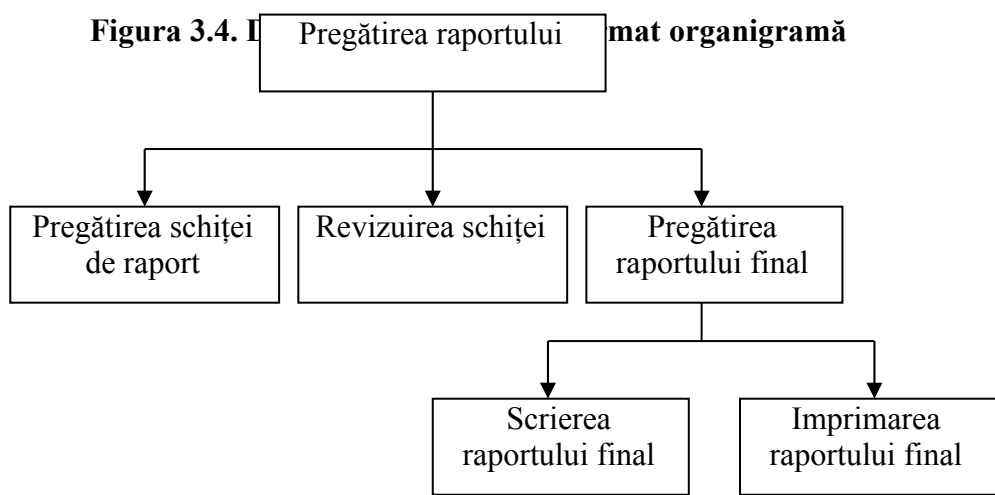 Figura 3.4. rmat organigramă
Pregătirea raportului
Pregătirea schiței
de raport
Revizuirea schiței
Pregătirea
raportului final
Scrierea
raportului final
Imprimarea
raportului final